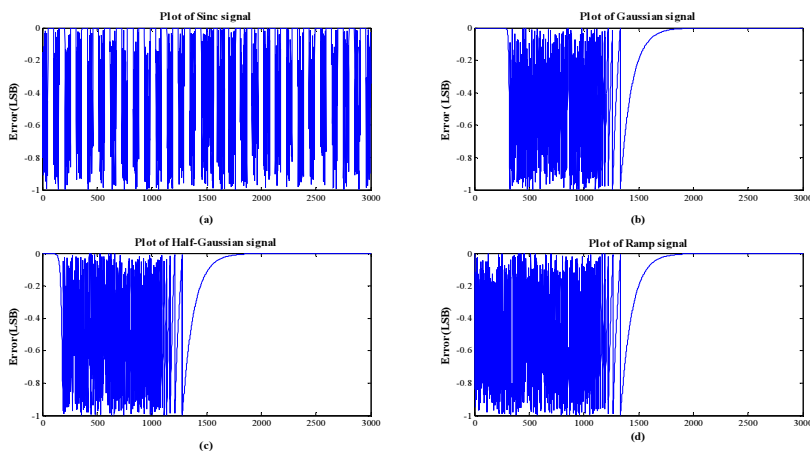 Plot of Sinc signal
Error(LSB)
0
-0.2
-0.4
-0.6
-0.8
-1
0 500 1000 1500 2000 2500 3000
(a)
Plot of Gaussian signal
Error (LSB)
0
-0.2
-0.4
-0.6
-0.8
-1
0 500 1000 1500 2000 2500 3000
(b)
Plot of Half-Gaussian signal
Error(LSB)
0
-0.2
-0.4
-0.6
-0.8
-1
0 500 1000 1500 2000 2500 3000
(c)
Plot of Ramp signal
Error(LSB)
0
-0.2
-0.4
-0.6
-0.8
-1
0 500 1000 1500 2000 2500 3000
(d)